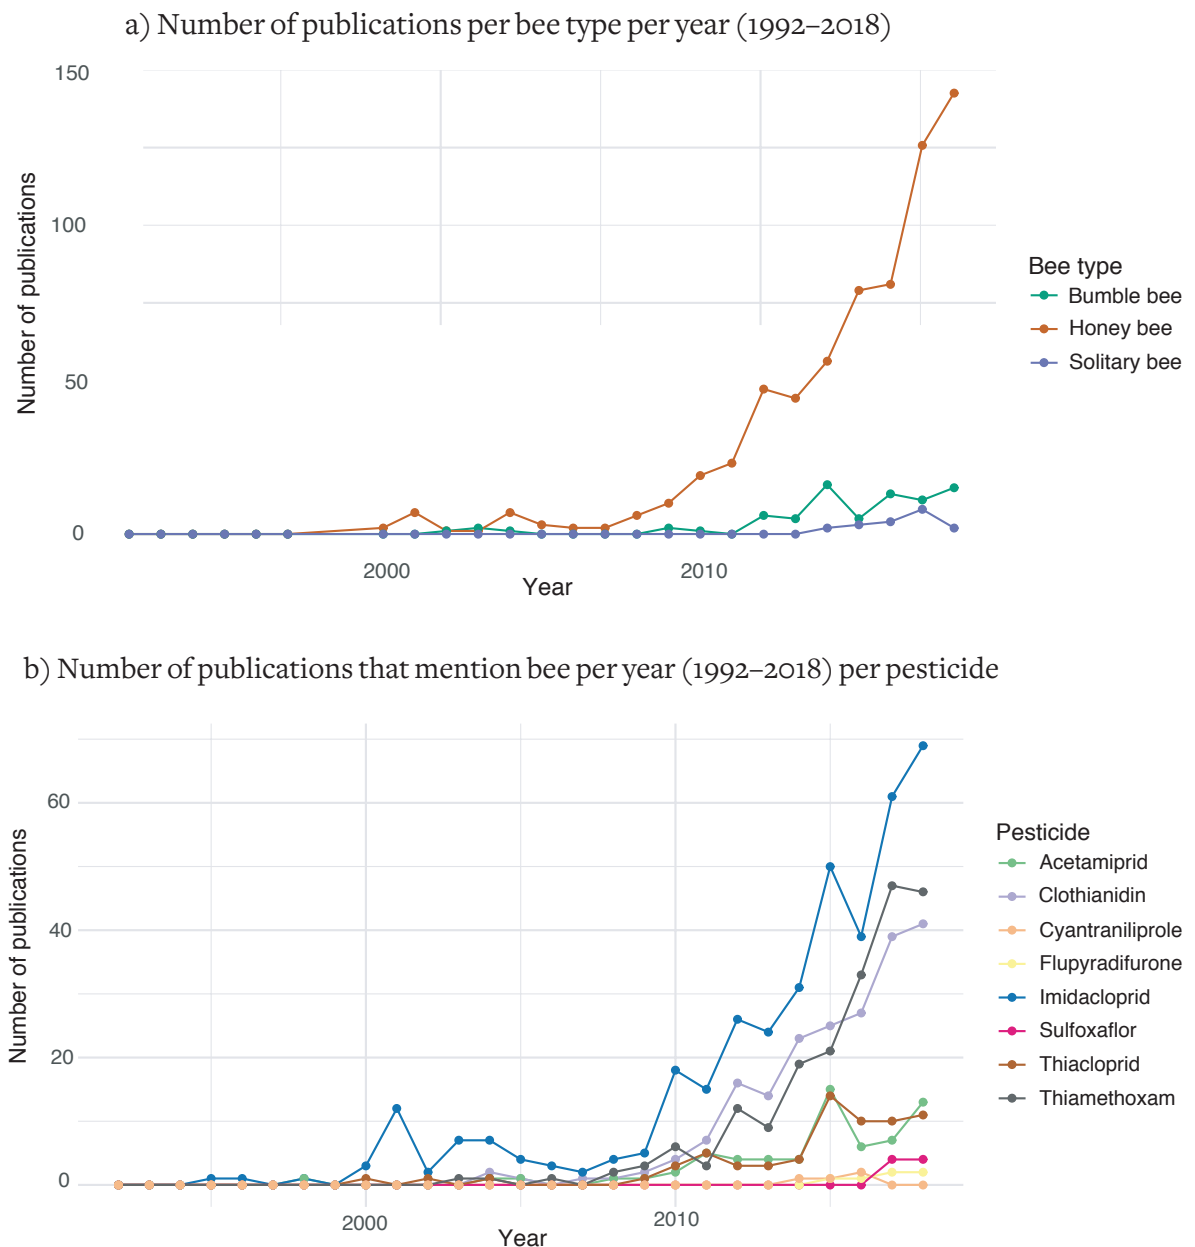 a) Number of publications per bee type per year (1992–2018)
150
100
50
0
Number of publications
2000
2010
Year
Bee type
Bumble bee
Honey bee
Solitary bee
b) Number of publications that mention bee per year (1992–2018) per pesticide
60
40
20
0
Number of publications
2000
2010
Year
Pesticide
Acetamiprid
Clothianidin
Cyantraniliprole
Flupyradifurone
Imidacloprid
Sulfoxaflor
Thiacloprid
Thiamethoxam